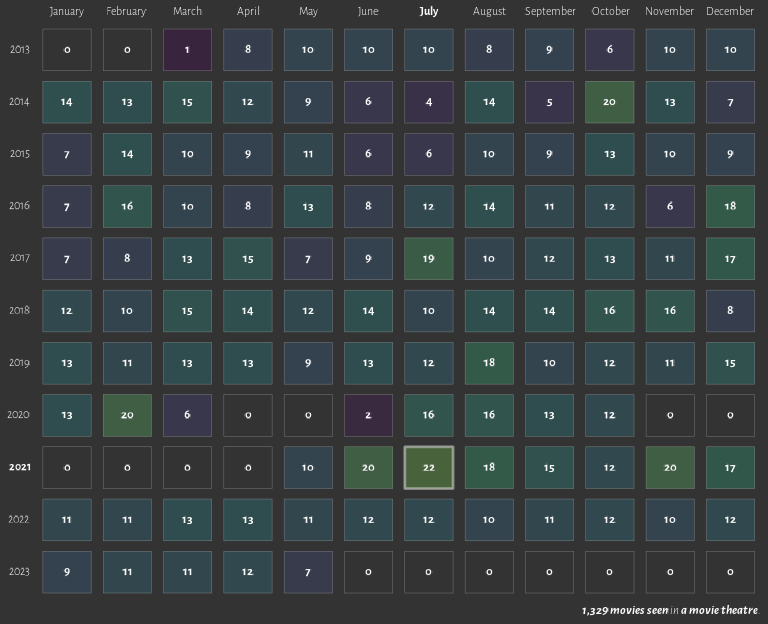 January February March April May June July August September October November December
2013 0 0 1 8 10 10 10 8 9 6 10 10
2014 14 13 15 12 9 6 4 14 5 20 13 7
2015 7 14 10 9 11 6 6 10 9 13 10 9
2016 7 16 10 8 13 8 12 14 11 12 6 18
2017 7 8 13 15 7 9 19 10 12 13 11 17
2018 12 10 15 14 12 14 10 14 14 16 16 8
2019 13 11 13 13 9 13 12 18 10 12 11 15
2020 13 20 6 0 0 2 16 16 13 12 0 0
2021 0 0 0 0 10 20 22 18 15 12 20 17
2022 11 11 13 13 11 12 12 10 11 12 10 12
2023 9 11 11 12 7 0 0 0 0 0 0 0
1,329 movies seen in a movie theatre.